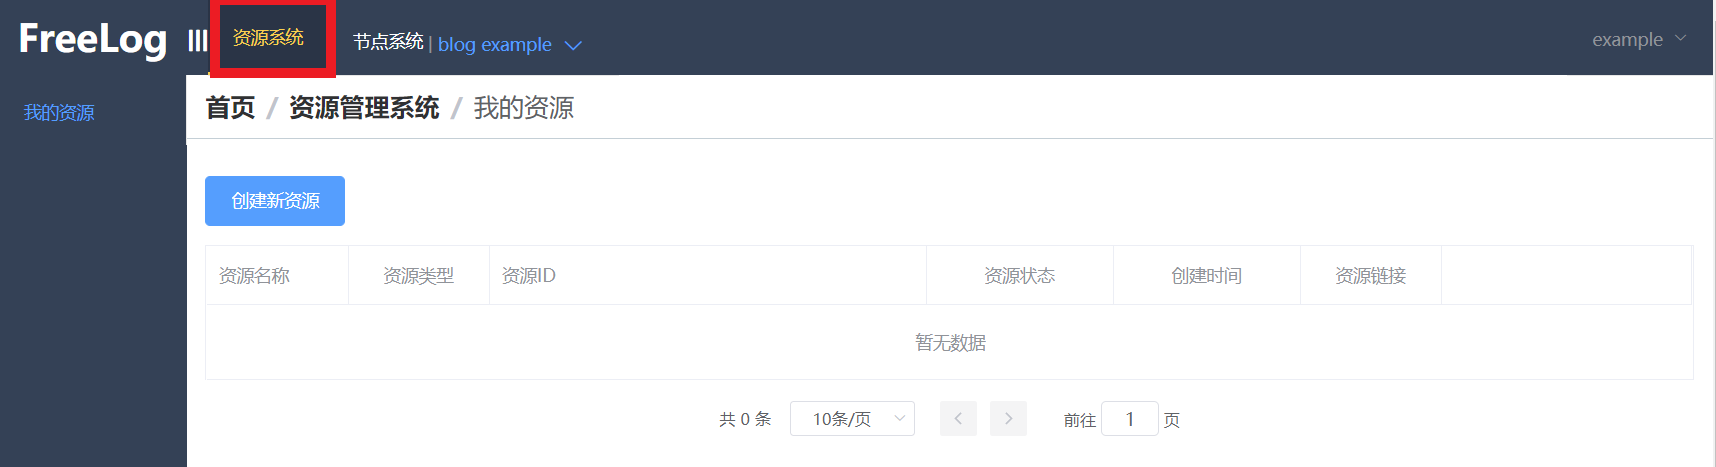 FreeLog 资源系统 节点系统 | blog example example
我的资源
首页 / 资源管理系统 / 我的资源
创建新资源
资源名称 资源类型 资源ID 资源状态 创建时间 资源链接
暂无数据
共 0 条 10条/页 前往 1 页